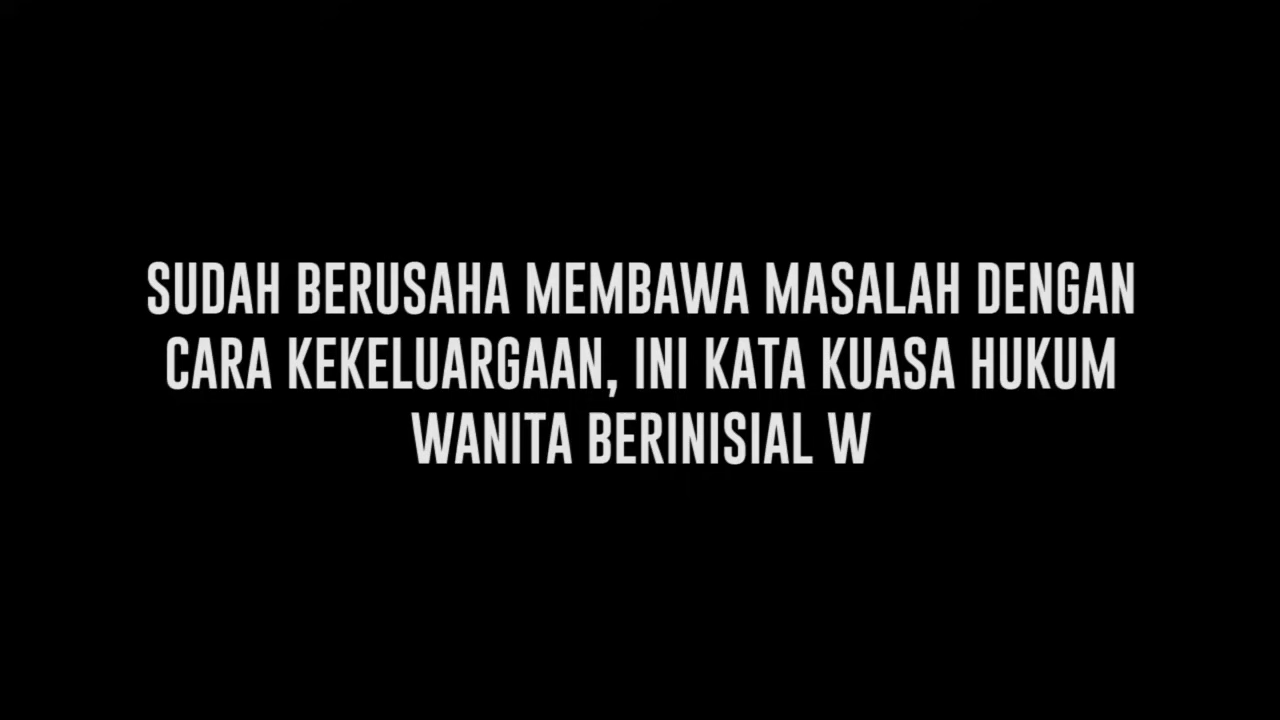 SUDAH BERUSAHA MEMBAWA MASALAH DENGAN
CARA KEKELUARGAAN, INI KATA KUASA HUKUM
WANITA BERINISIAL W